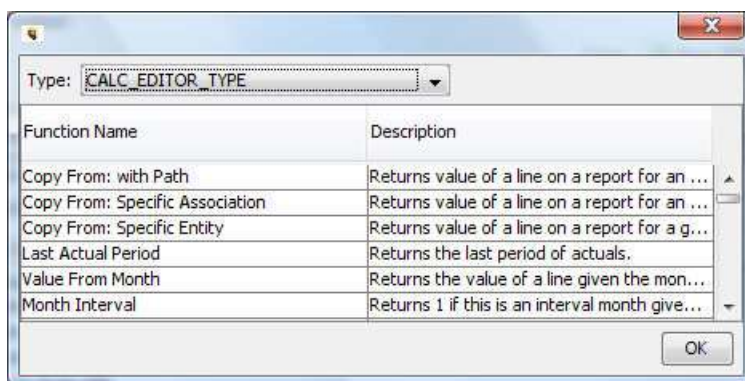 Type: CALC_EDITOR_TYPE
Function Name Description
Copy From: with Path Returns value of a line on a report for an ...
Copy From: Specific Association Returns value of a line on a report for an ...
Copy From: Specific Entity Returns value of a line on a report for a g...
Last Actual Period Returns the last period of actuals.
Value From Month Returns the value of a line given the mon...
Month Interval Returns 1 if this is an interval month give...
OK